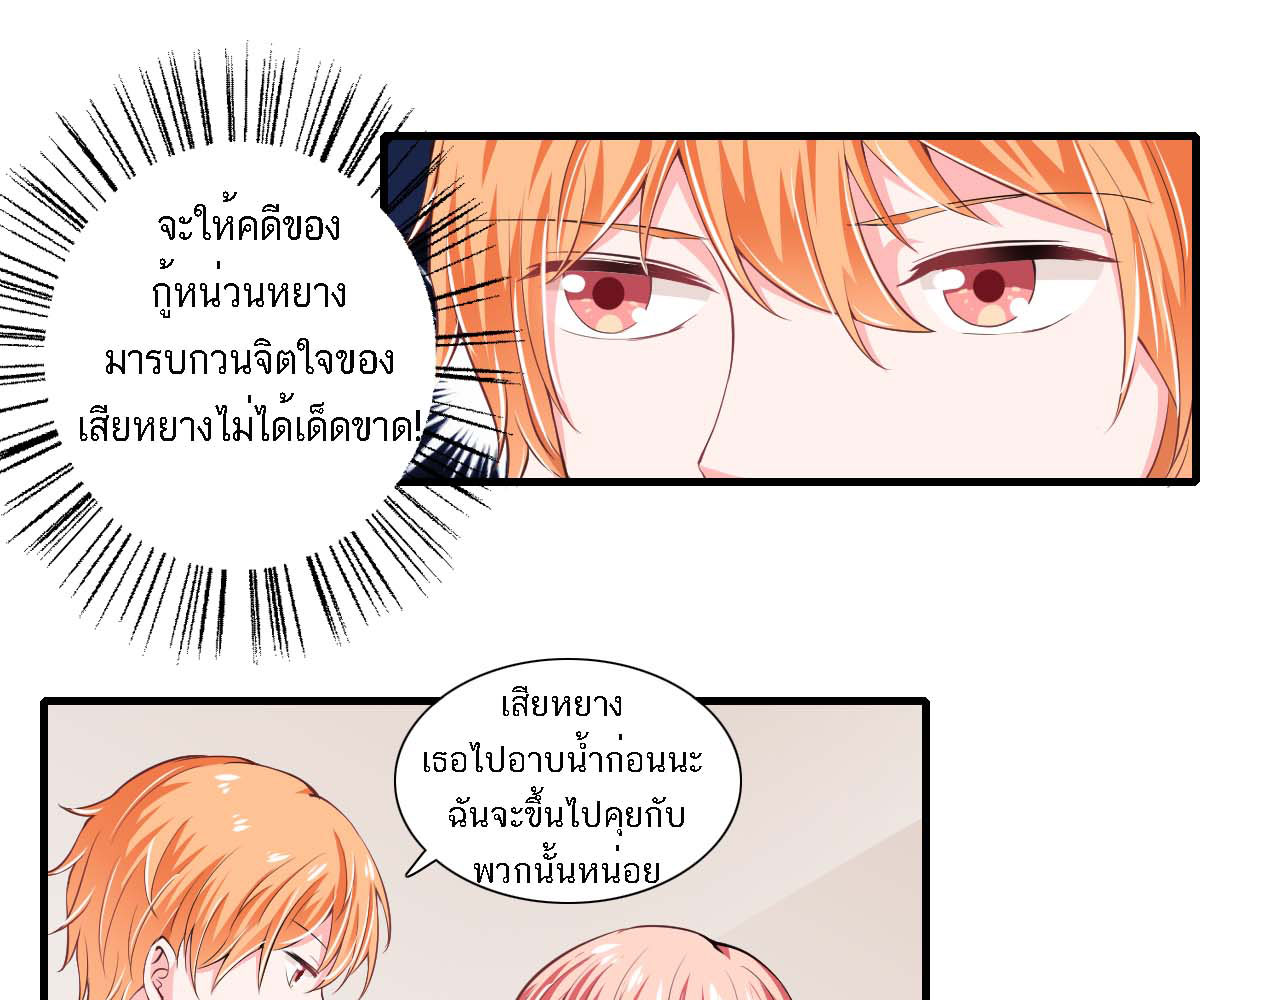 จะให้คดีของ
กู้หน่วนหยาง
มารบกวนจิตใจของ
เสียหยางไม่ได้เด็ดขาด!
เสียหยาง
เธอไปอาบน้ำก่อนนะ
ฉันจะขึ้นไปคุยกับ
พวกนั้นหน่อย